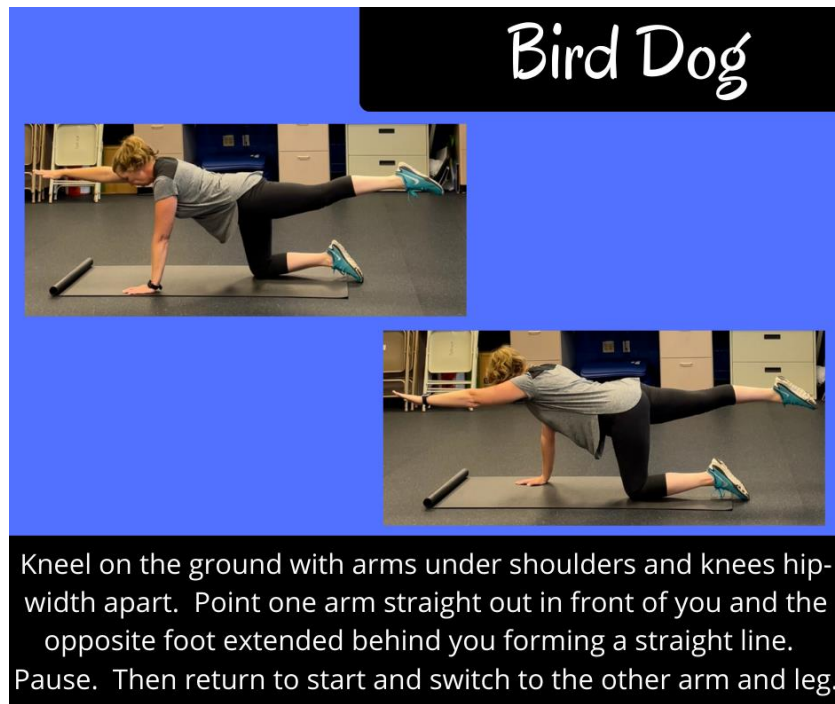 Bird Dog
Kneel on the ground with arms under shoulders and knees hip-
width apart.  Point one arm straight out in front of you and the
opposite foot extended behind you forming a straight line.
Pause.  Then return to start and switch to the other arm and leg.